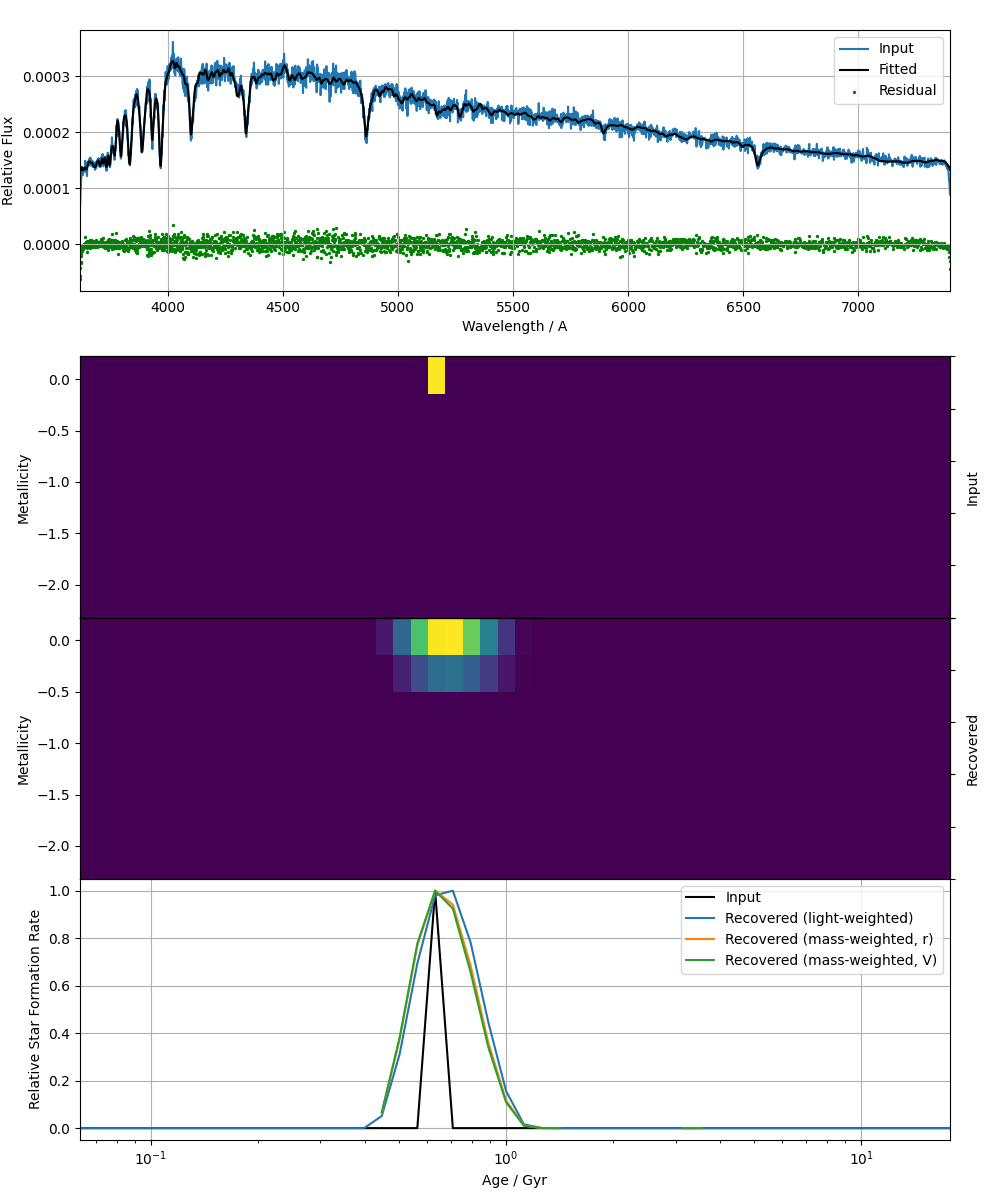 Input
Fitted
Residual
0.0003
0.0002
0.0001
0.0000
Relative Flux
4000 4500 5000 5500 6000 6500 7000
Wavelength / A
0.0
−0.5
−1.0
−1.5
−2.0
Metallicity
Input
0.0
−0.5
−1.0
−1.5
−2.0
Metallicity
Recovered
Input
Recovered (light-weighted)
Recovered (mass-weighted, r)
Recovered (mass-weighted, V)
1.0
0.8
0.6
0.4
0.2
0.0
Relative Star Formation Rate
10⁻¹ 10⁰ 10¹
Age / Gyr